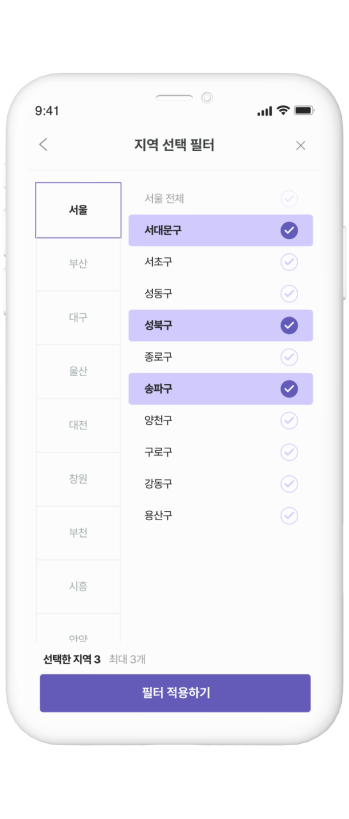 9:41
지역 선택 필터
서울
부산
대구
울산
대전
창원
부천
시흥
안양
서울 전체
서대문구
서초구
성동구
성북구
종로구
송파구
양천구
구로구
강동구
용산구
선택한 지역 3 최대 3개
필터 적용하기